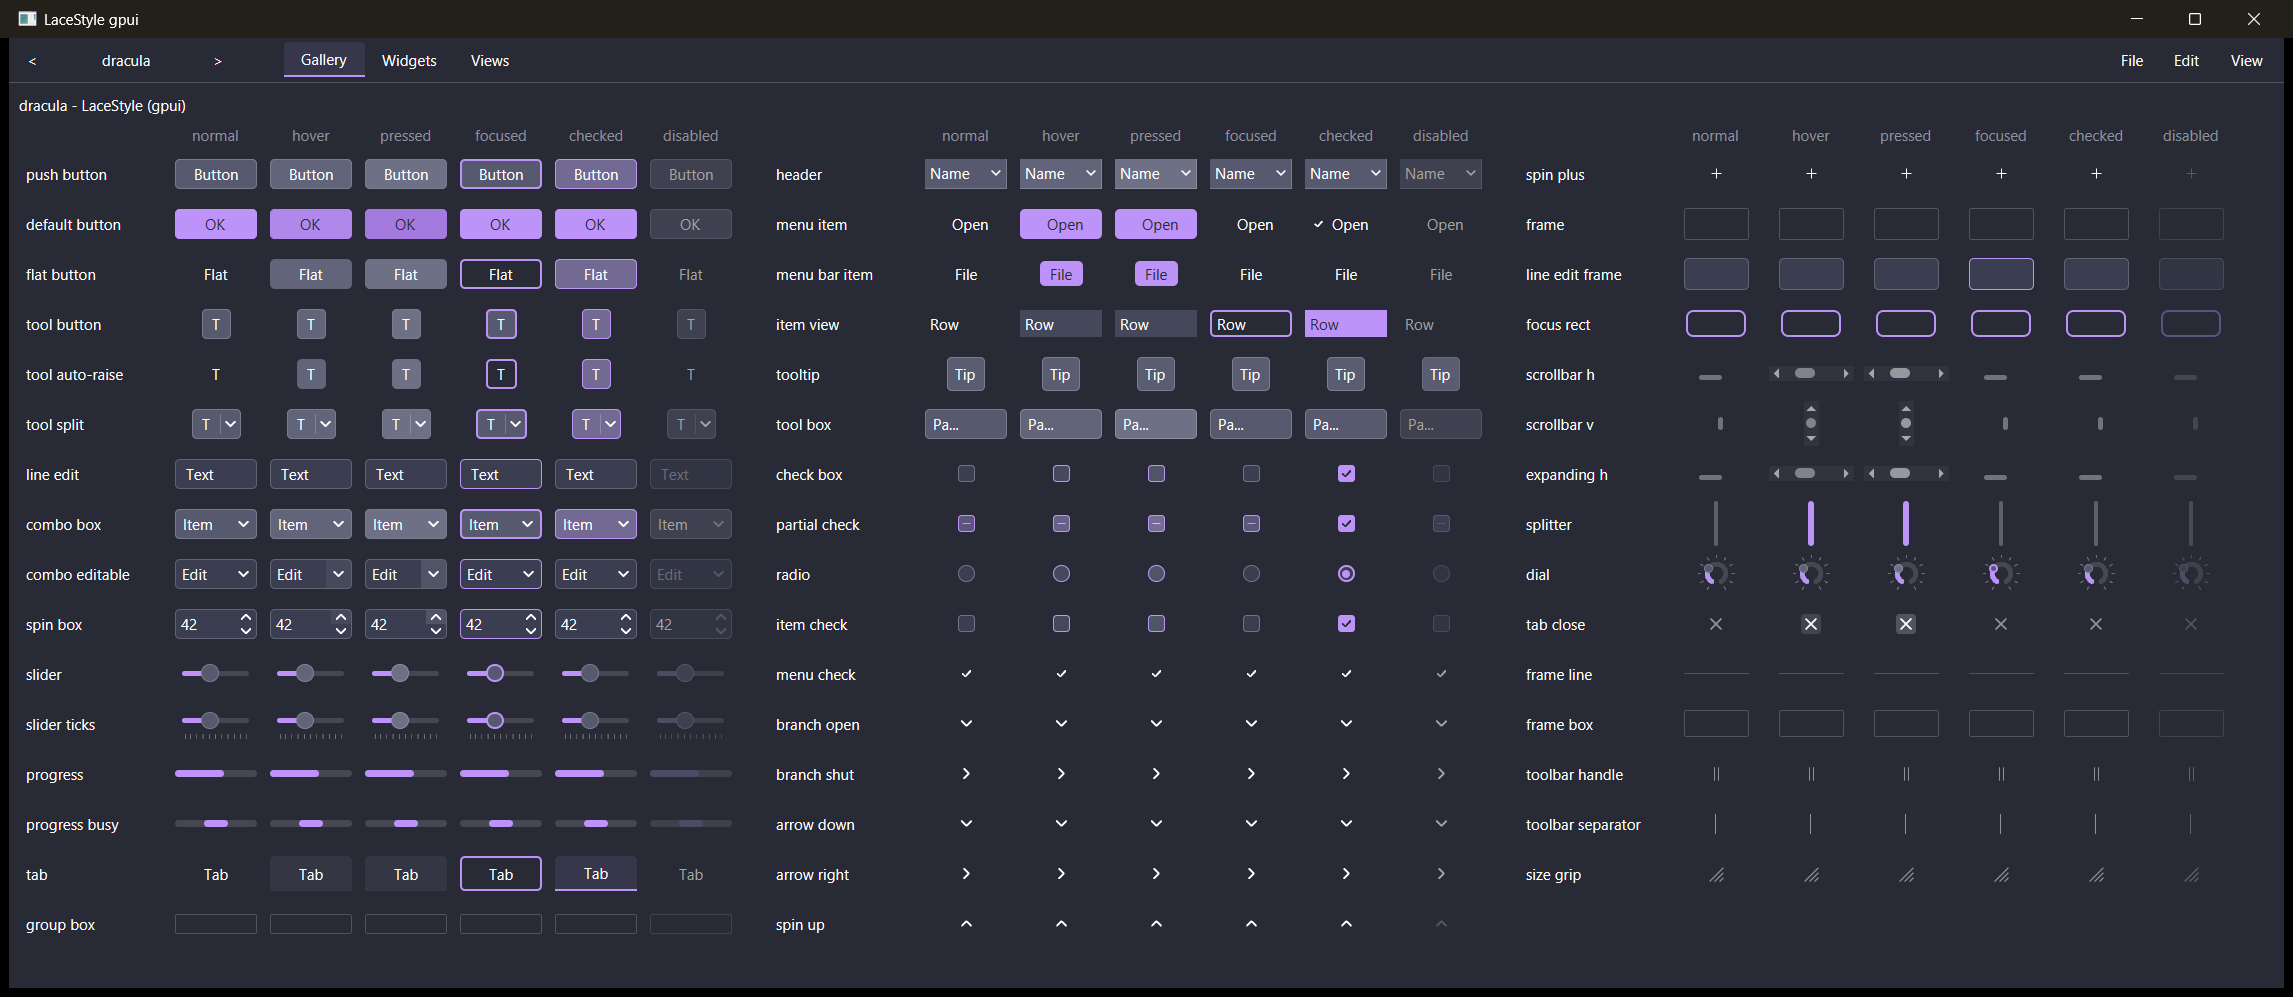 LaceStyle gpui
< dracula > Gallery Widgets Views File Edit View
dracula - LaceStyle (gpui)
normal hover pressed focused checked disabled
push button Button Button Button Button Button Button
default button OK OK OK OK OK OK
flat button Flat Flat Flat Flat Flat Flat
tool button T T T T T T
tool auto-raise T T T T T T
tool split T T T T T T
line edit Text Text Text Text Text Text
combo box Item Item Item Item Item Item
combo editable Edit Edit Edit Edit Edit Edit
spin box 42 42 42 42 42 42
slider
slider ticks
progress
progress busy
tab Tab Tab Tab Tab Tab Tab
group box
normal hover pressed focused checked disabled
header Name Name Name Name Name Name
menu item Open Open Open Open Open Open
menu bar item File File File File File File
item view Row Row Row Row Row Row
tooltip Tip Tip Tip Tip Tip Tip
tool box Pa... Pa... Pa... Pa... Pa... Pa...
check box
partial check
radio
item check
menu check
branch open
branch shut
arrow down
arrow right
spin up
normal hover pressed focused checked disabled
spin plus + + + + + +
frame
line edit frame
focus rect
scrollbar h
scrollbar v
expanding h
splitter
dial
tab close
frame line
frame box
toolbar handle
toolbar separator
size grip